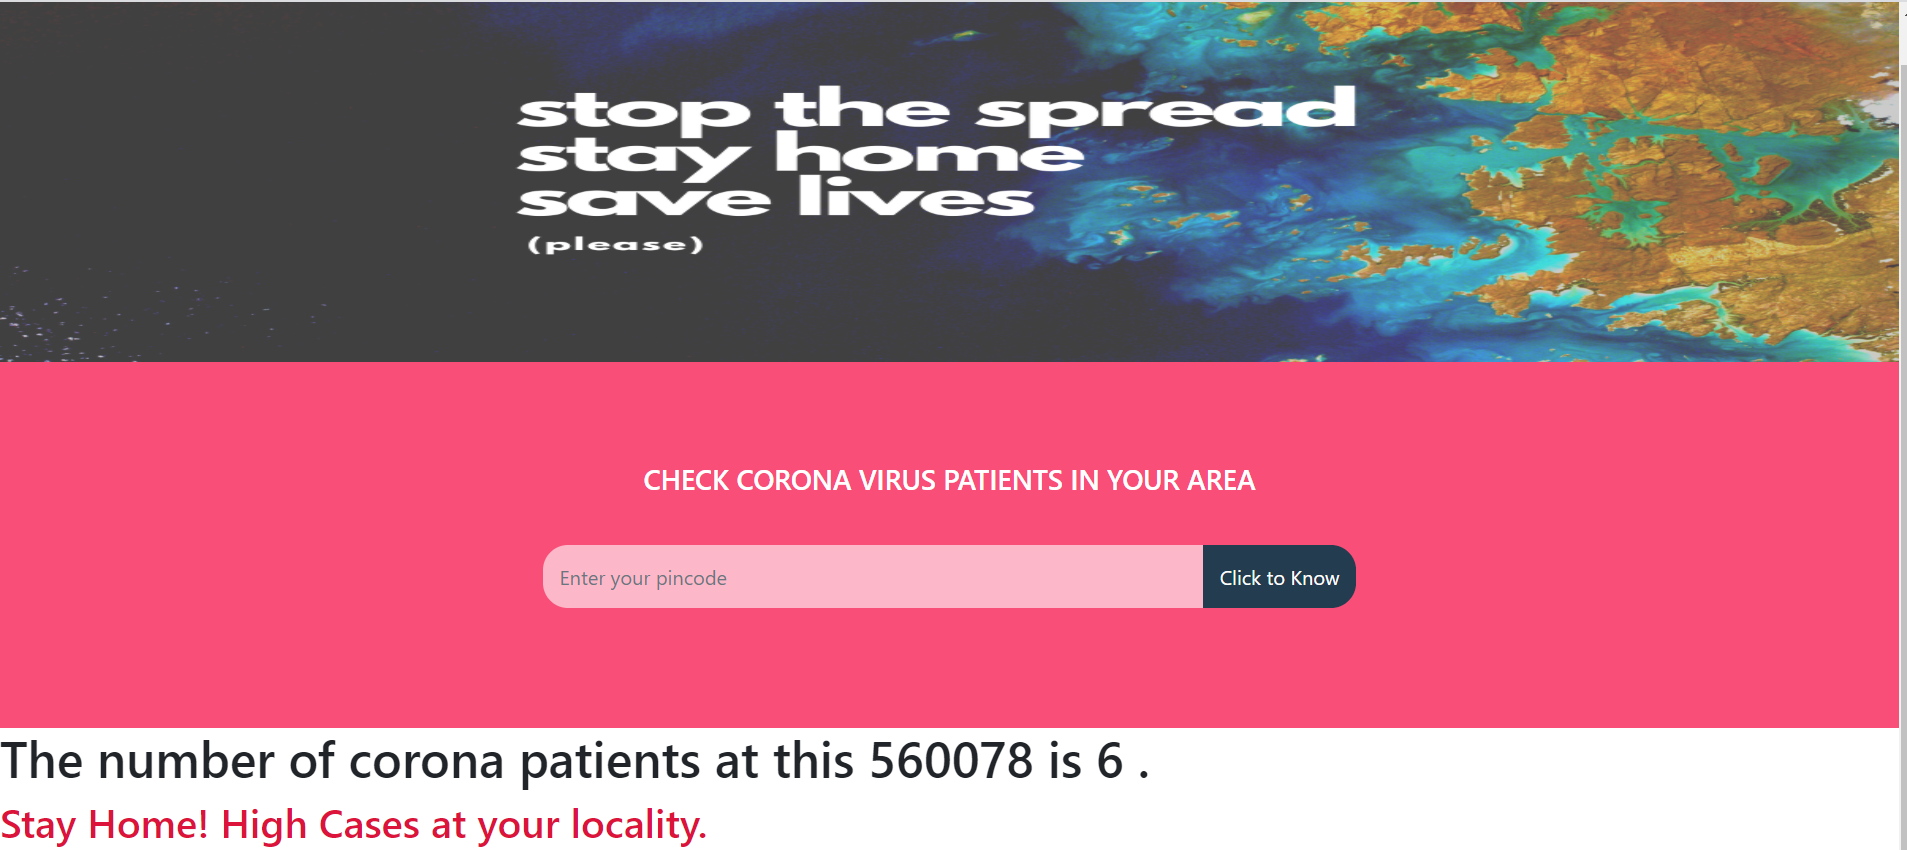 stop the spread
stay home
save lives
(please)
CHECK CORONA VIRUS PATIENTS IN YOUR AREA
Enter your pincode
Click to Know
The number of corona patients at this 560078 is 6 .
Stay Home! High Cases at your locality.